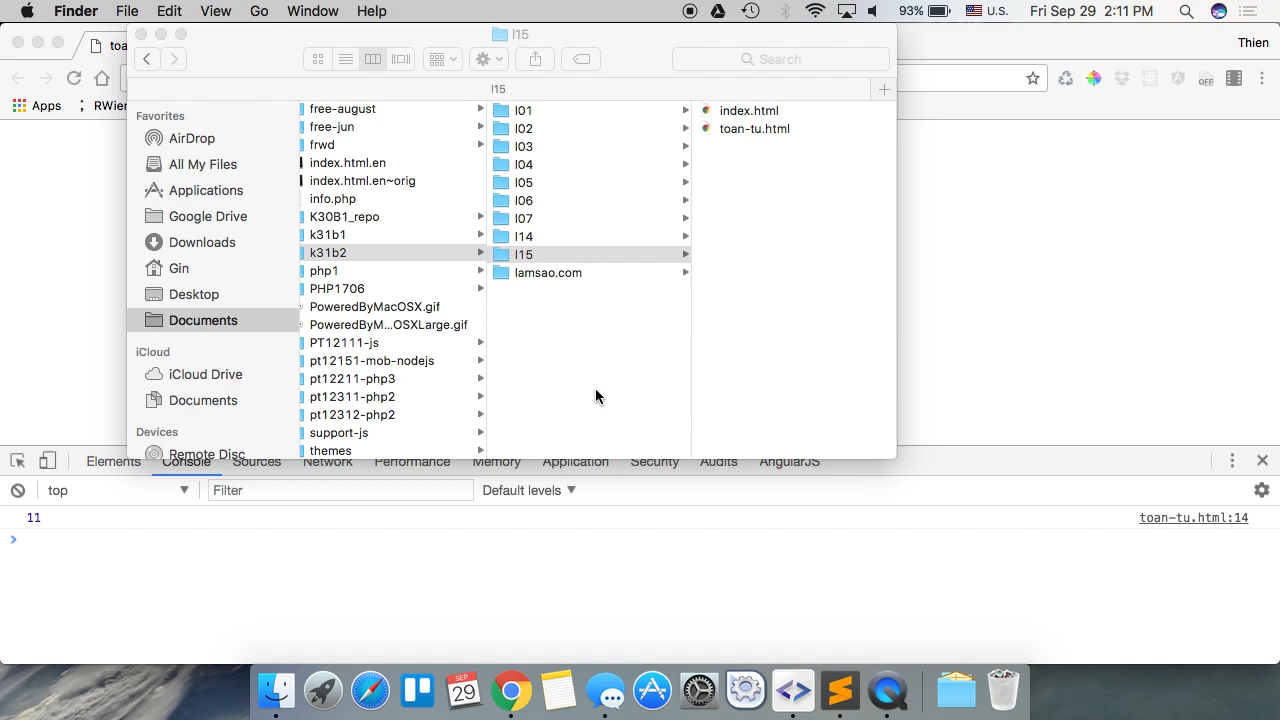 Finder File Edit View Go Window Help 93% U.S. Fri Sep 29 2:11 PM
l15
toa Thien
Search
Apps RWier
l15
Favorites
AirDrop
All My Files
Applications
Google Drive
Downloads
Gin
Desktop
Documents
iCloud
iCloud Drive
Documents
Devices
Remote Disc
free-august
free-jun
frwd
index.html.en
index.html.en~orig
info.php
K30B1_repo
k31b1
k31b2
php1
PHP1706
PoweredByMacOSX.gif
PoweredByM...OSXLarge.gif
PT12111-js
pt12151-mob-nodejs
pt12211-php3
pt12311-php2
pt12312-php2
support-js
themes
l01
l02
l03
l04
l05
l06
l07
l14
l15
lamsao.com
index.html
toan-tu.html
Elements Console Sources Network Performance Memory Application Security Audits AngularJS
top Filter Default levels
11 toan-tu.html:14
SEP
29